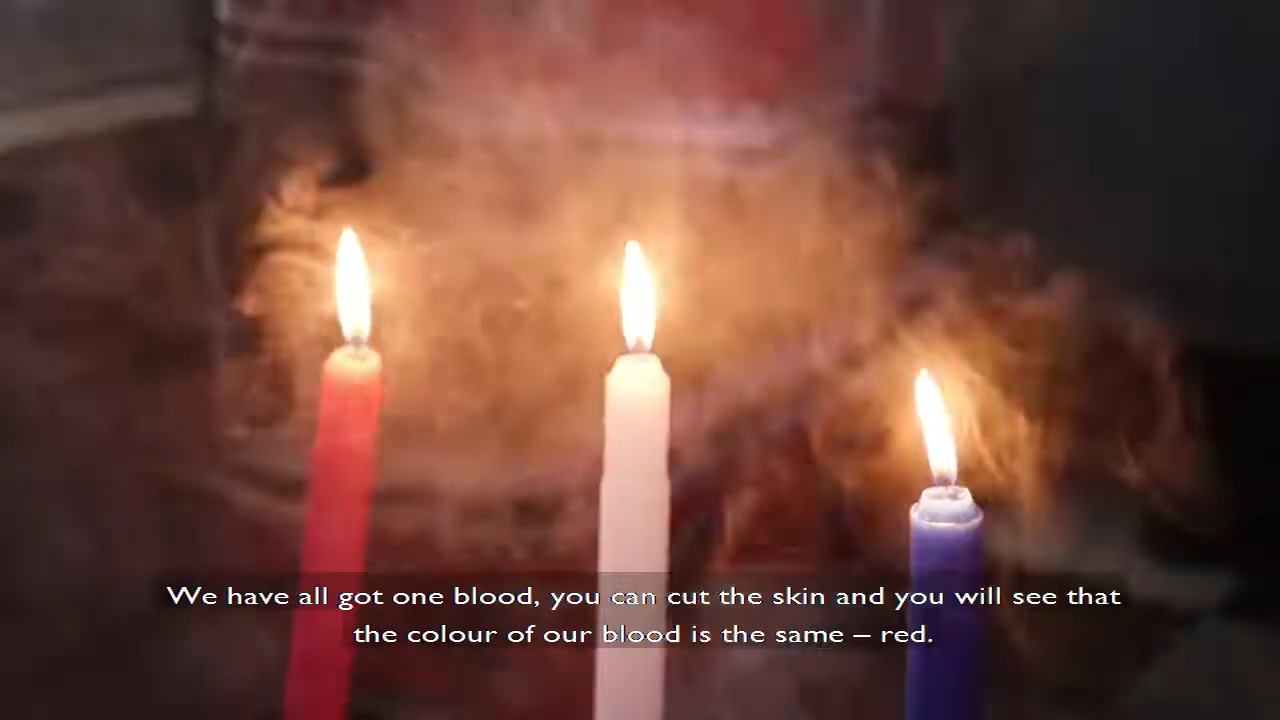 We have all got one blood, you can cut the skin and you will see that
the colour of our blood is the same – red.